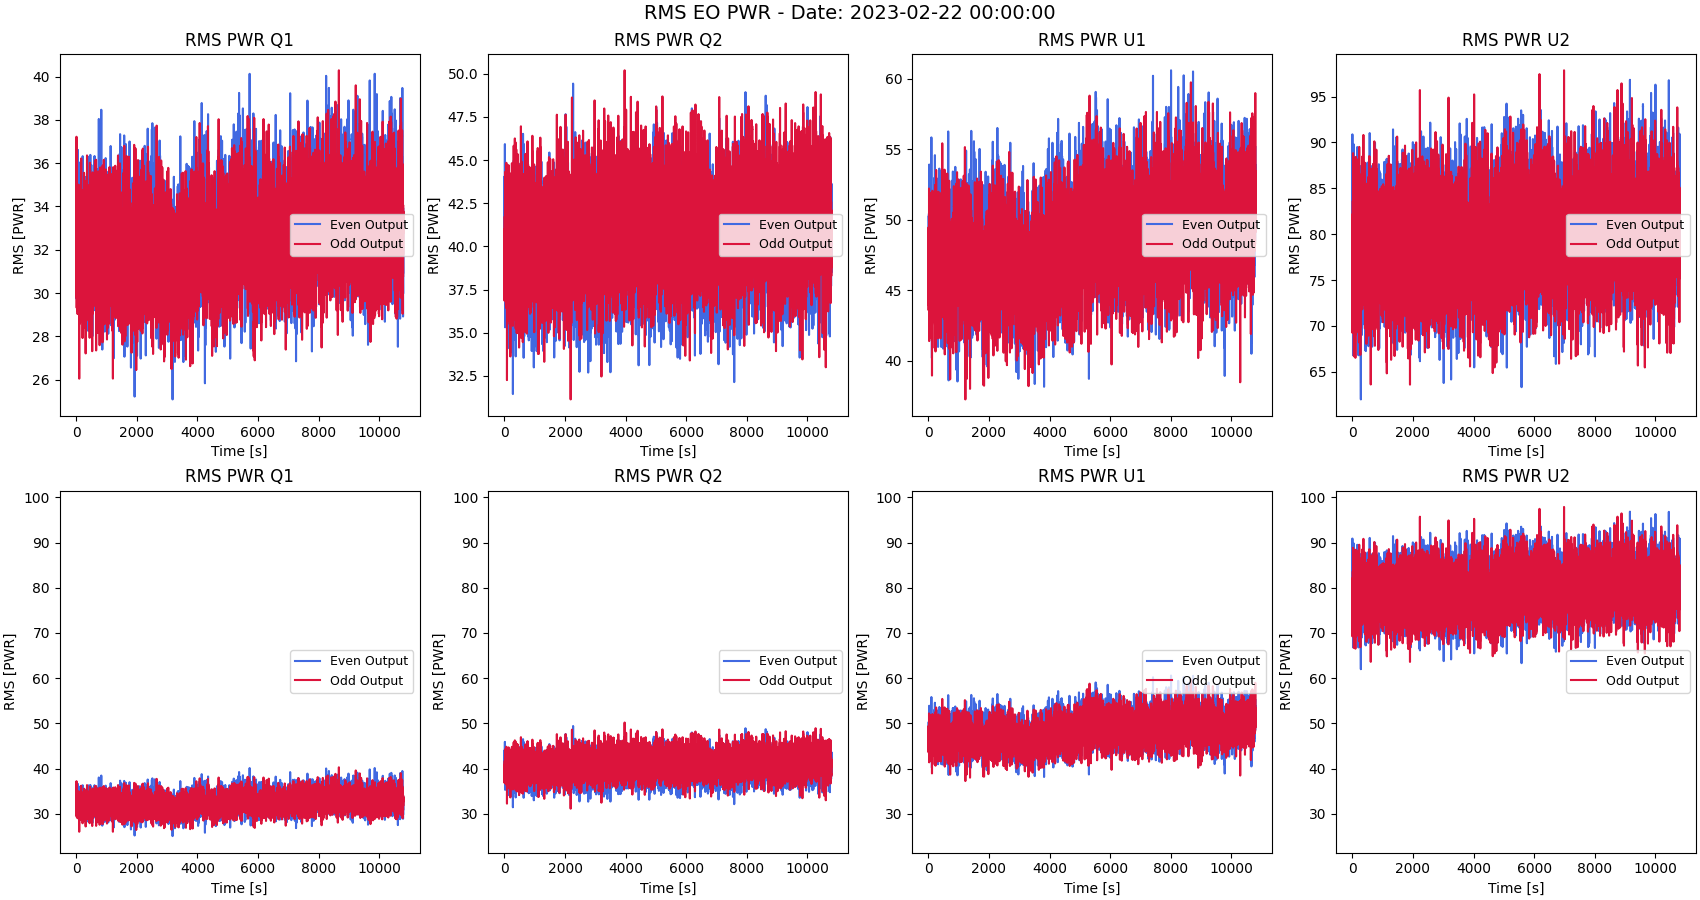 RMS EO PWR - Date: 2023-02-22 00:00:00
RMS PWR Q1
RMS [PWR]
40
38
36
34
32
30
28
26
Even Output
Odd Output
0 2000 4000 6000 8000 10000
Time [s]
RMS PWR Q2
RMS [PWR]
50.0
47.5
45.0
42.5
40.0
37.5
35.0
32.5
Even Output
Odd Output
0 2000 4000 6000 8000 10000
Time [s]
RMS PWR U1
RMS [PWR]
60
55
50
45
40
Even Output
Odd Output
0 2000 4000 6000 8000 10000
Time [s]
RMS PWR U2
RMS [PWR]
95
90
85
80
75
70
65
Even Output
Odd Output
0 2000 4000 6000 8000 10000
Time [s]
RMS PWR Q1
RMS [PWR]
100
90
80
70
60
50
40
30
Even Output
Odd Output
0 2000 4000 6000 8000 10000
Time [s]
RMS PWR Q2
RMS [PWR]
100
90
80
70
60
50
40
30
Even Output
Odd Output
0 2000 4000 6000 8000 10000
Time [s]
RMS PWR U1
RMS [PWR]
100
90
80
70
60
50
40
30
Even Output
Odd Output
0 2000 4000 6000 8000 10000
Time [s]
RMS PWR U2
RMS [PWR]
100
90
80
70
60
50
40
30
Even Output
Odd Output
0 2000 4000 6000 8000 10000
Time [s]